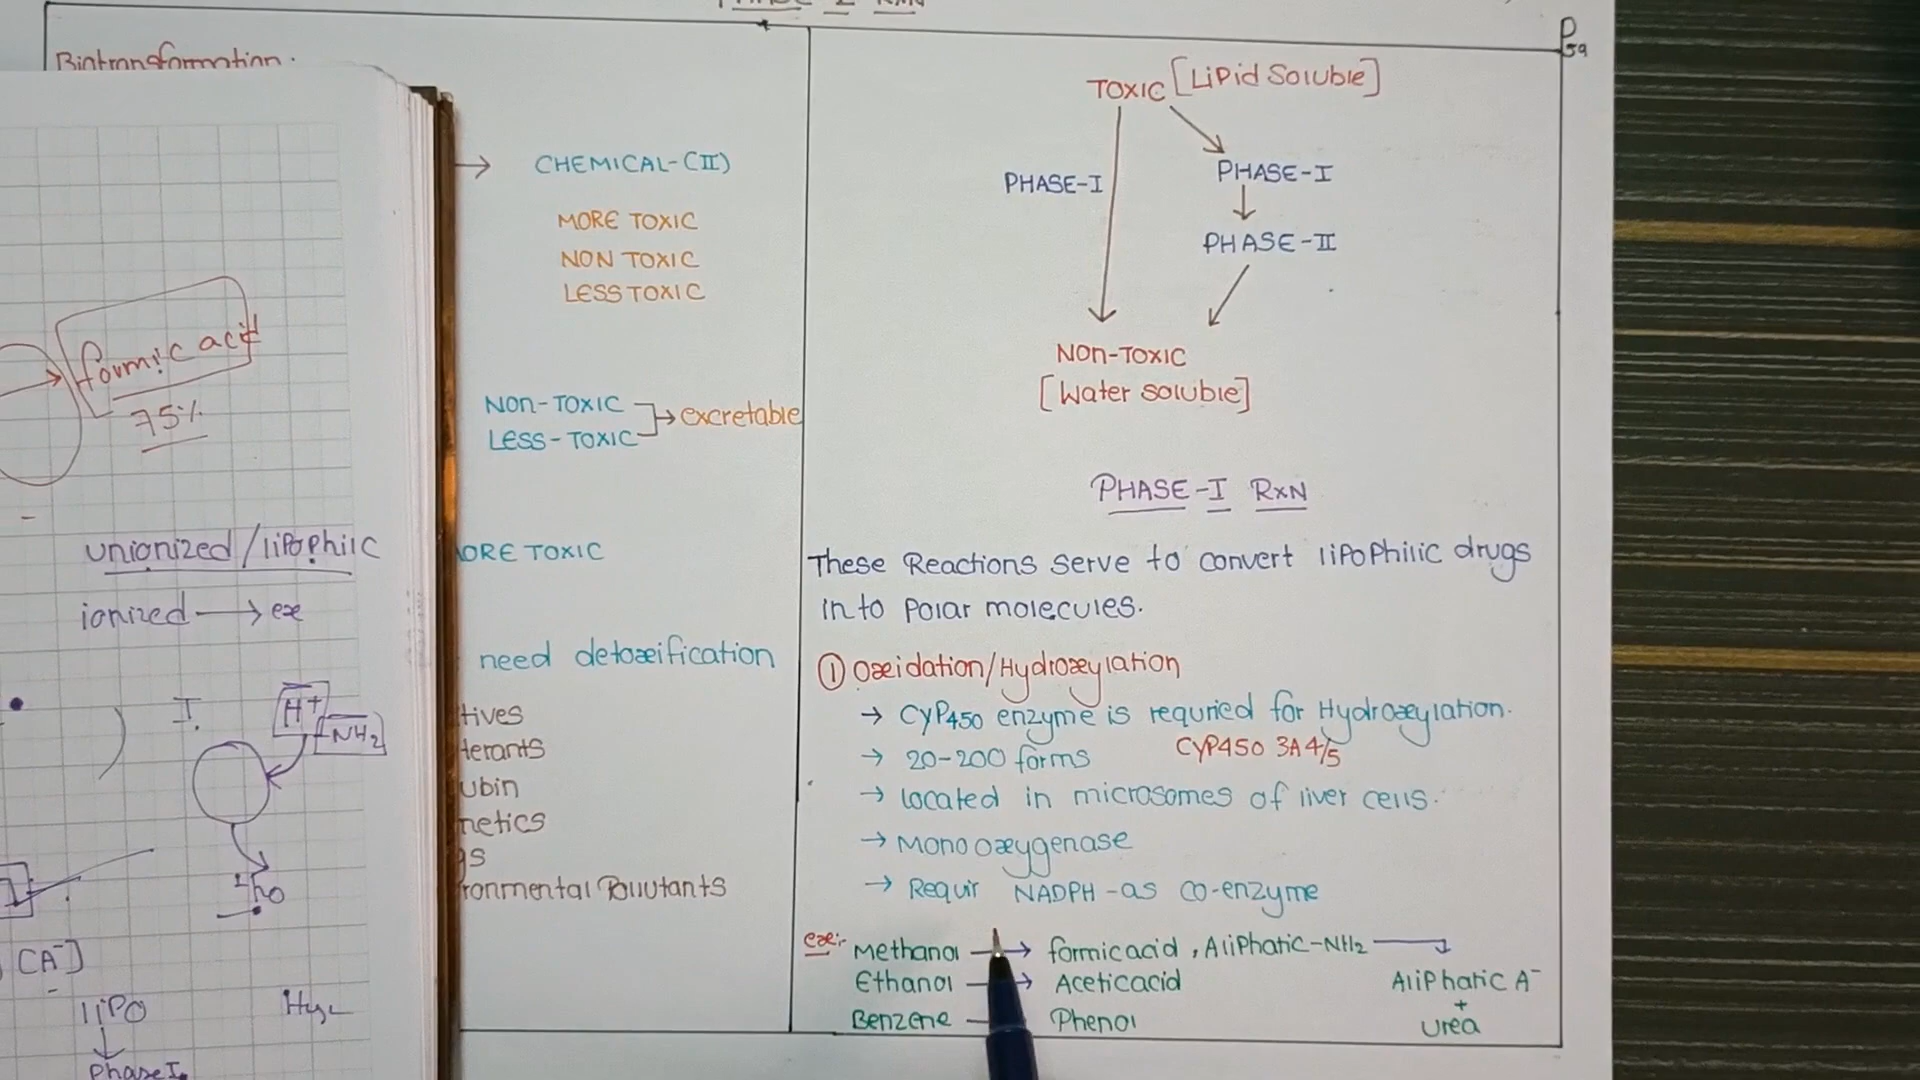 Biotransformation.
→ CHEMICAL-(II)
MORE TOXIC
NON TOXIC
LESS TOXIC
NON-TOXIC
LESS-TOXIC
→ excretable
ORE TOXIC
need detoxification
tives
terants
ubin
netics
gs
ronmental Pollutants
TOXIC [Lipid Soluble]
PHASE-I
PHASE-I
PHASE-II
NON-TOXIC
[Water soluble]
PHASE-I RXN
These Reactions serve to convert lipophilic drugs
in to polar molecules.
① Oxidation/Hydroxylation
→ CYP450 enzyme is requried for Hydroxylation.
→ 20-200 forms
CYP450 3A4/5
→ located in microsomes of liver cells.
→ Mono oxygenase
→ Requir NADPH-as co-enzyme
ex:- Methanol → formic acid, Aliphatic-NH2
Ethanol → Acetic acid
Aliphatic A-
+
Urea
Benzene Phenol
formic acid
75%
unionized/lipophilc
ionized → ex
I.
H+
NH2
[CA-]
lipo
Phase I